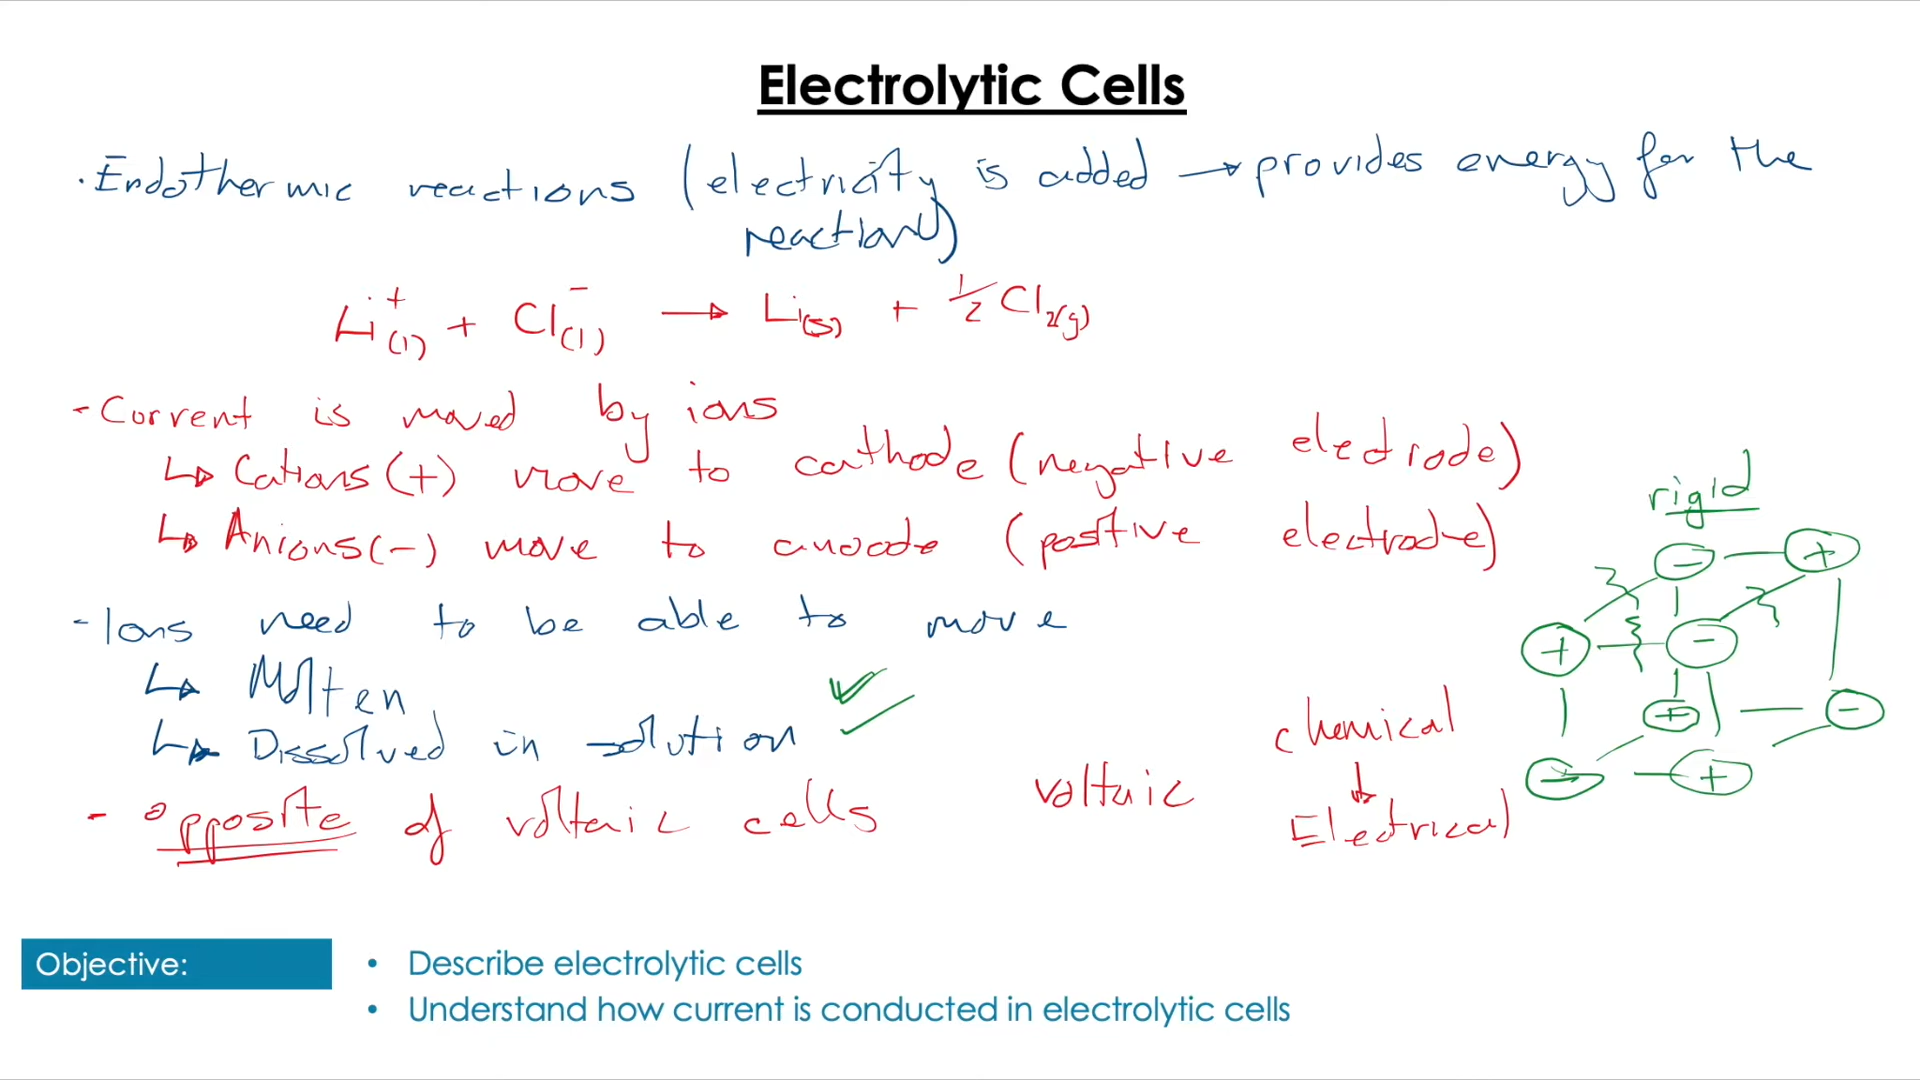 Electrolytic Cells
· Endothermic reactions (electricity is added → provides energy for the
reaction)
Li⁺(l) + Cl⁻(l) → Li(s) + 1/2 Cl₂(g)
- Current is moved by ions
↳ Cations (+) move to cathode (negative electrode)
↳ Anions (-) move to anode (positive electrode)
rigid
- Ions need to be able to move
↳ Molten ✓
↳ Dissolved in solution ✓
- Opposite of voltaic cells
voltaic
chemical
↓
Electrical
- +
+ -
+ -
- +
Objective:
• Describe electrolytic cells
• Understand how current is conducted in electrolytic cells